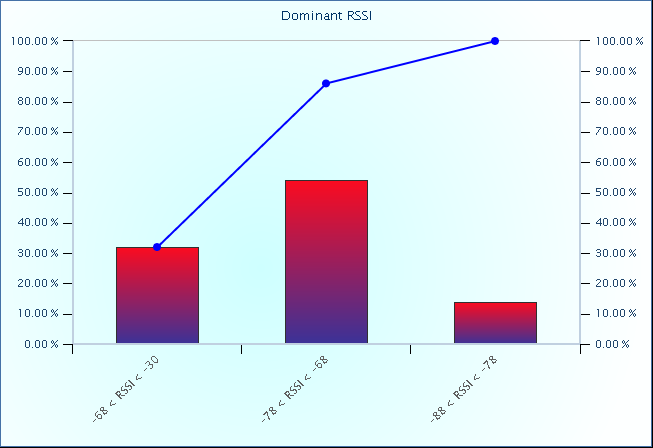 Dominant RSSI
100.00 % 100.00 %
90.00 % 90.00 %
80.00 % 80.00 %
70.00 % 70.00 %
60.00 % 60.00 %
50.00 % 50.00 %
40.00 % 40.00 %
30.00 % 30.00 %
20.00 % 20.00 %
10.00 % 10.00 %
0.00 % 0.00 %
-68 < RSSI < -30
-78 < RSSI < -68
-88 < RSSI < -78